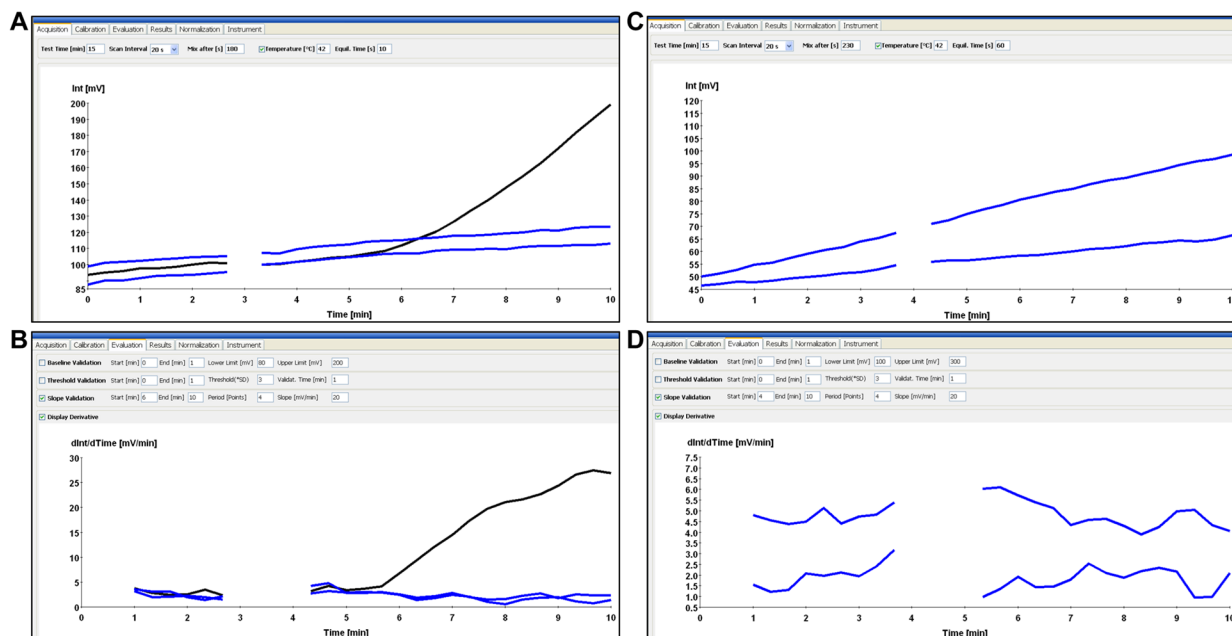 A
Acquisition Calibration Evaluation Results Normalization Instrument
Test Time [min] 15 Scan Interval 20 s Mix after [s] 180 Temperature [°C] 42 Equil. Time [s] 10
Int [mV]
200
190
180
170
160
150
140
130
120
110
100
85
0 1 2 3 4 5 6 7 8 9 10
Time [min]
B
Acquisition Calibration Evaluation Results Normalization Instrument
Baseline Validation Start [min] 0 End [min] 1 Lower Limit [mV] 80 Upper Limit [mV] 200
Threshold Validation Start [min] 0 End [min] 1 Threshold(*SD) 3 Validat. Time [min] 1
Slope Validation Start [min] 6 End [min] 10 Period [Points] 4 Slope [mV/min] 20
Display Derivative
dInt/dTime [mV/min]
30
25
20
15
10
5
0
0 1 2 3 4 5 6 7 8 9 10
Time [min]
C
Acquisition Calibration Evaluation Results Normalization Instrument
Test Time [min] 15 Scan Interval 20 s Mix after [s] 230 Temperature [°C] 42 Equil. Time [s] 60
Int [mV]
120
115
110
105
100
95
90
85
80
75
70
65
60
55
50
45
0 1 2 3 4 5 6 7 8 9 10
Time [min]
D
Acquisition Calibration Evaluation Results Normalization Instrument
Baseline Validation Start [min] 0 End [min] 1 Lower Limit [mV] 100 Upper Limit [mV] 300
Threshold Validation Start [min] 0 End [min] 1 Threshold(*SD) 3 Validat. Time [min] 1
Slope Validation Start [min] 4 End [min] 10 Period [Points] 4 Slope [mV/min] 20
Display Derivative
dInt/dTime [mV/min]
7.5
7.0
6.5
6.0
5.5
5.0
4.5
4.0
3.5
3.0
2.5
2.0
1.5
1.0
0.5
0 1 2 3 4 5 6 7 8 9 10
Time [min]